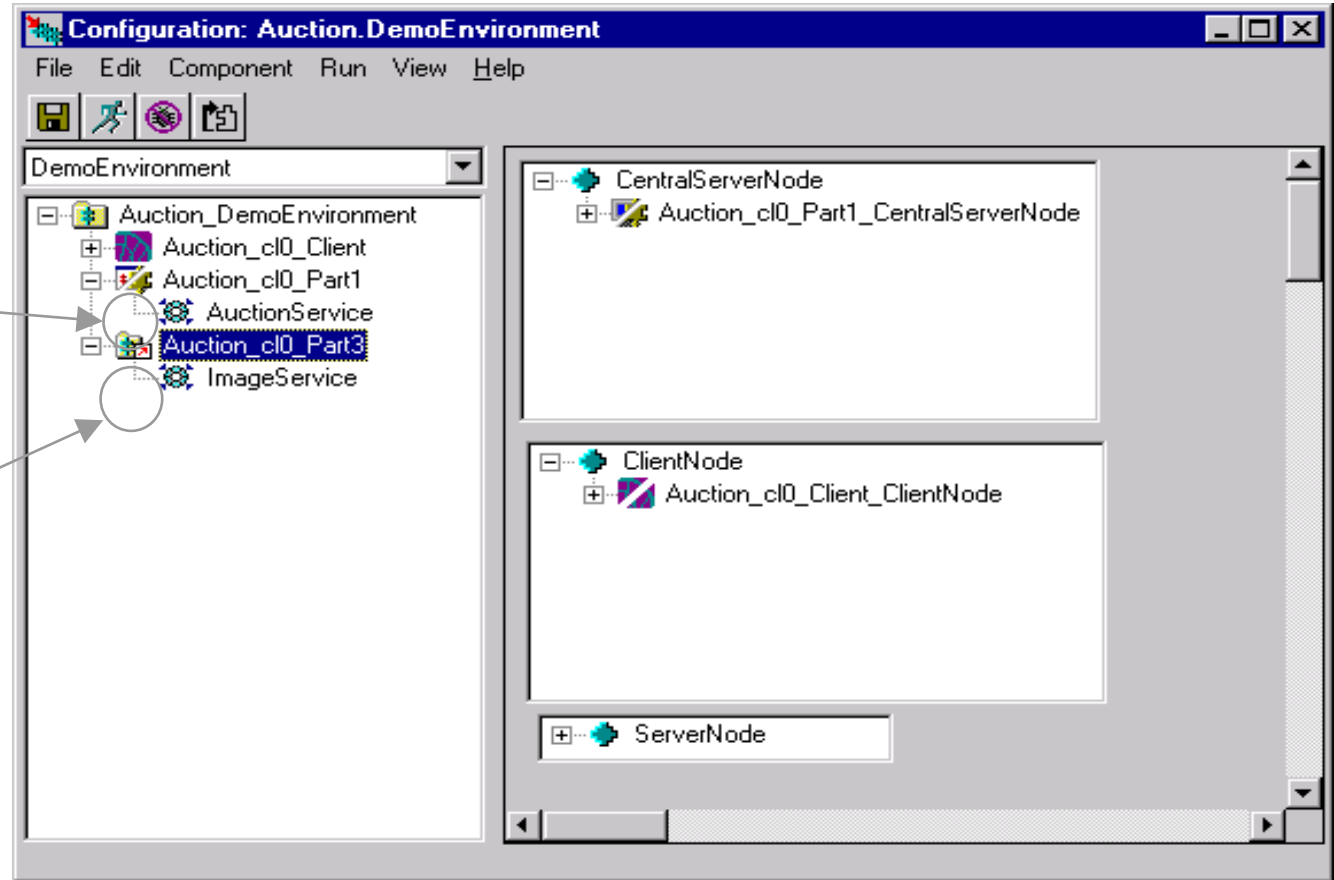 Configuration: Auction.DemoEnvironment
File Edit Component Run View Help
DemoEnvironment
Auction_DemoEnvironment
Auction_cl0_Client
Auction_cl0_Part1
AuctionService
Auction_cl0_Part3
ImageService
CentralServerNode
Auction_cl0_Part1_CentralServerNode
ClientNode
Auction_cl0_Client_ClientNode
ServerNode